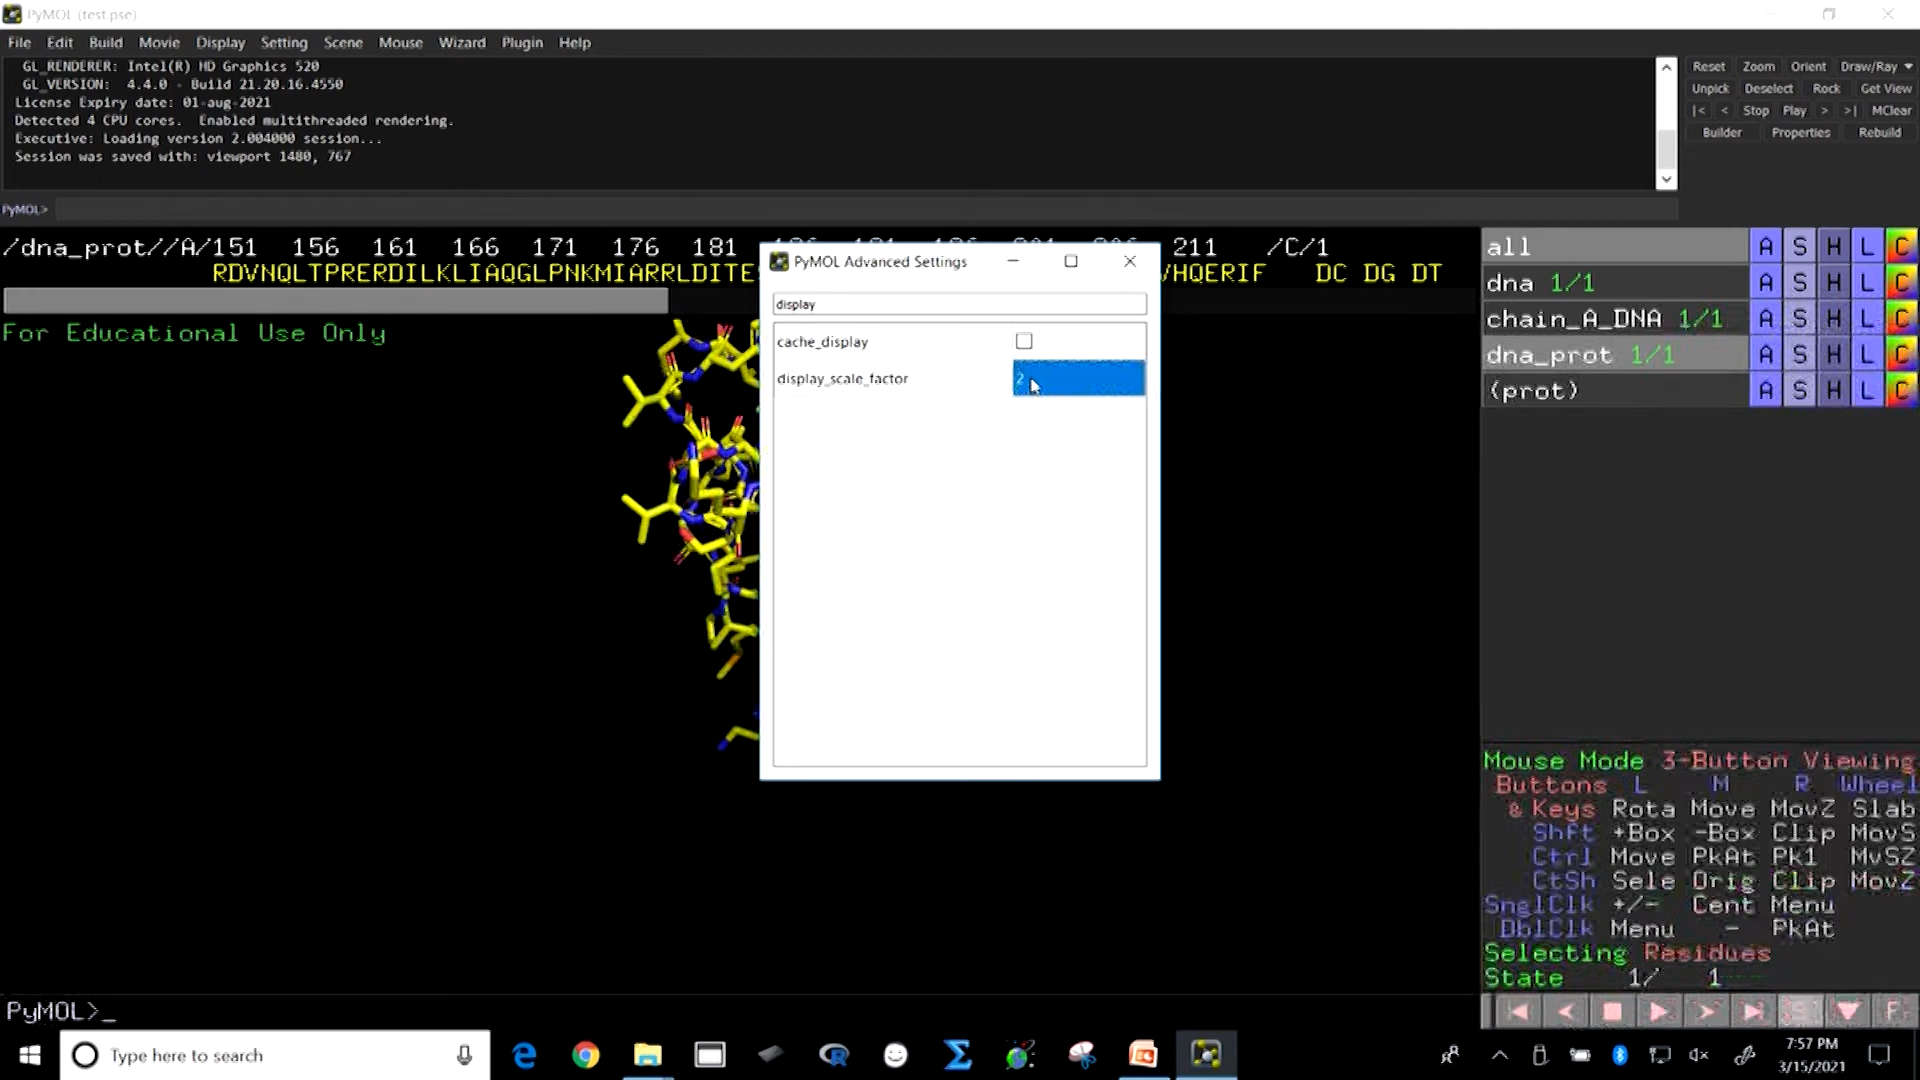 PyMOL (test.pse)
File Edit Build Movie Display Setting Scene Mouse Wizard Plugin Help
GL_RENDERER: Intel(R) HD Graphics 520
GL_VERSION: 4.4.0 - Build 21.20.16.4550
License Expiry date: 01-aug-2021
Detected 4 CPU cores. Enabled multithreaded rendering.
Executive: Loading version 2.004000 session...
Session was saved with: viewport 1480, 767
Reset Zoom Orient Draw/Ray
Unpick Deselect Rock Get View
|< < Stop Play > >| MClear
Builder Properties Rebuild
PyMOL>
/dna_prot//A/151 156 161 166 171 176 181 211 /C/1
RDVNQLTPRERDILKLIAQGLPNKMIARRLDITE VHQERIF DC DG DT
For Educational Use Only
PyMOL Advanced Settings
display
cache_display
display_scale_factor 2
all A S H L C
dna 1/1 A S H L C
chain_A_DNA 1/1 A S H L C
dna_prot 1/1 A S H L C
(prot) A S H L C
Mouse Mode 3-Button Viewing
Buttons L M R Wheel
& Keys Rota Move MovZ Slab
Shft +Box -Box Clip MovS
Ctrl Move PkAt Pk1 MvSZ
CtSh Sele Orig Clip MovZ
SnglClk +/- Cent Menu
DblClk Menu - PkAt
Selecting Residues
State 1/ 1
S F
PyMOL>_
Type here to search
7:57 PM
3/15/2021